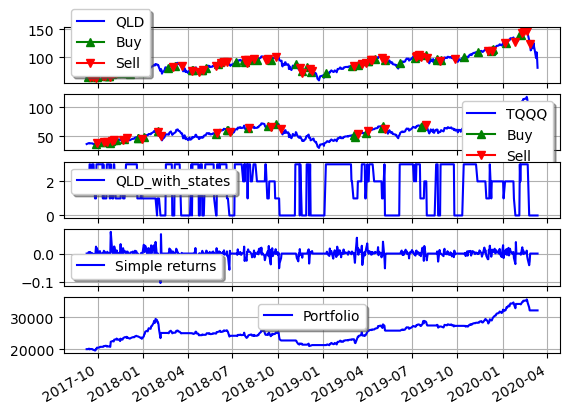 QLD
Buy
Sell
150
100
TQQQ
Buy
Sell
100
50
QLD_with_states
2
0
Simple returns
0.0
−0.1
Portfolio
30000
20000
2017-10
2018-01
2018-04
2018-07
2018-10
2019-01
2019-04
2019-07
2019-10
2020-01
2020-04